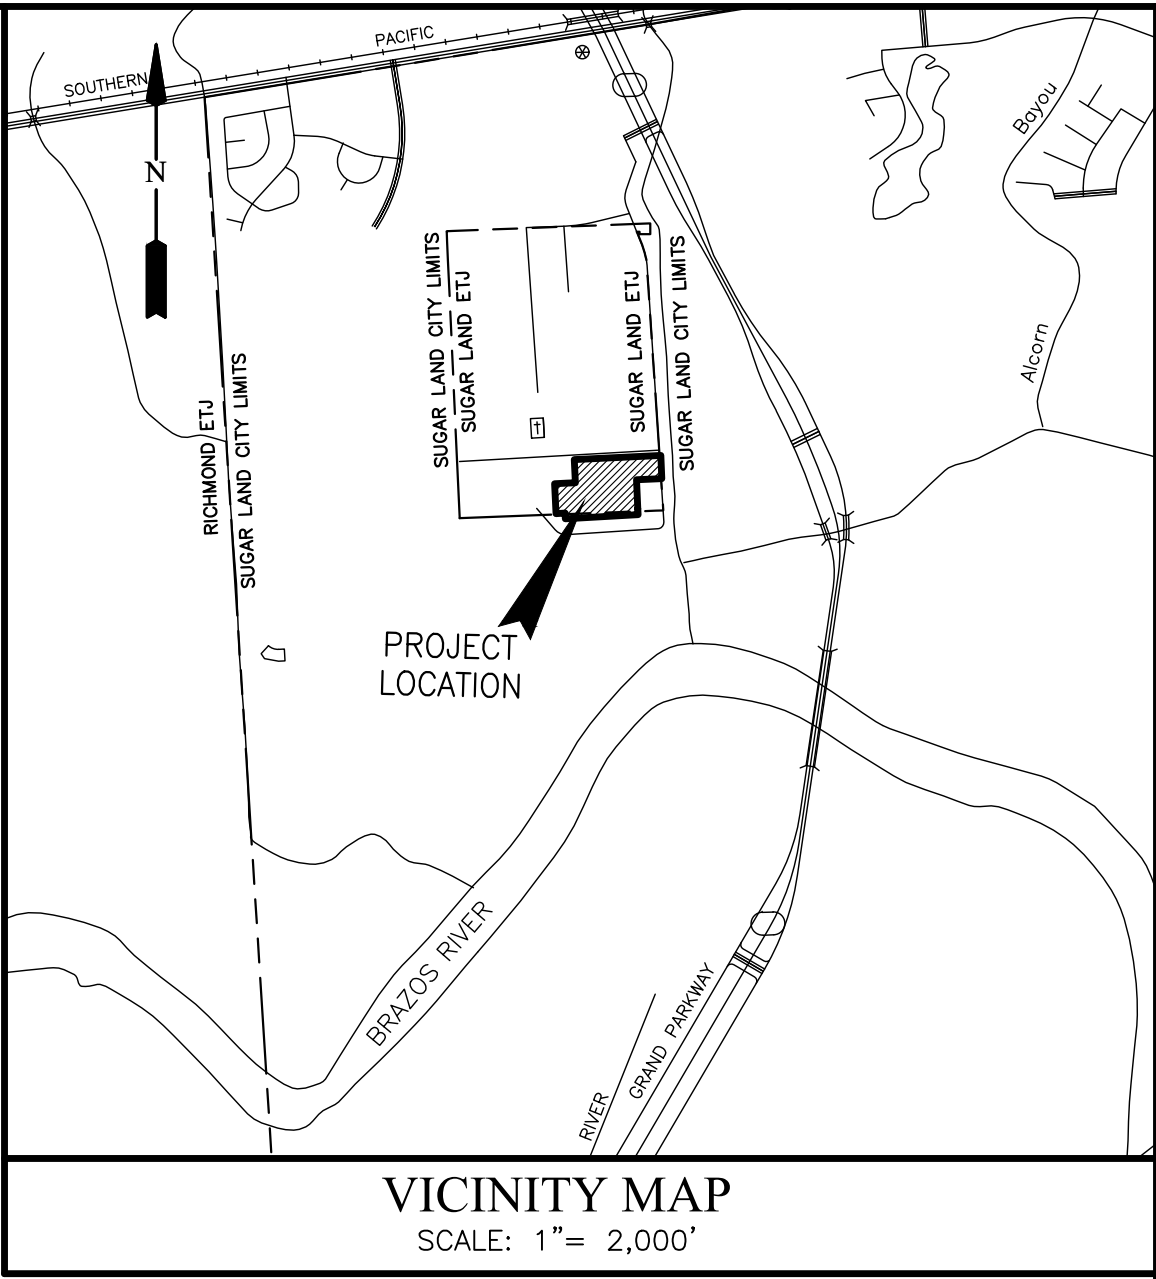 PACIFIC
SOUTHERN
Bayou
N
SUGAR LAND CITY LIMITS
SUGAR LAND ETJ
SUGAR LAND ETJ
SUGAR LAND CITY LIMITS
Alcorn
RICHMOND ETJ
SUGAR LAND CITY LIMITS
PROJECT
LOCATION
BRAZOS RIVER
GRAND PARKWAY
RIVER
VICINITY MAP
SCALE: 1"= 2,000'